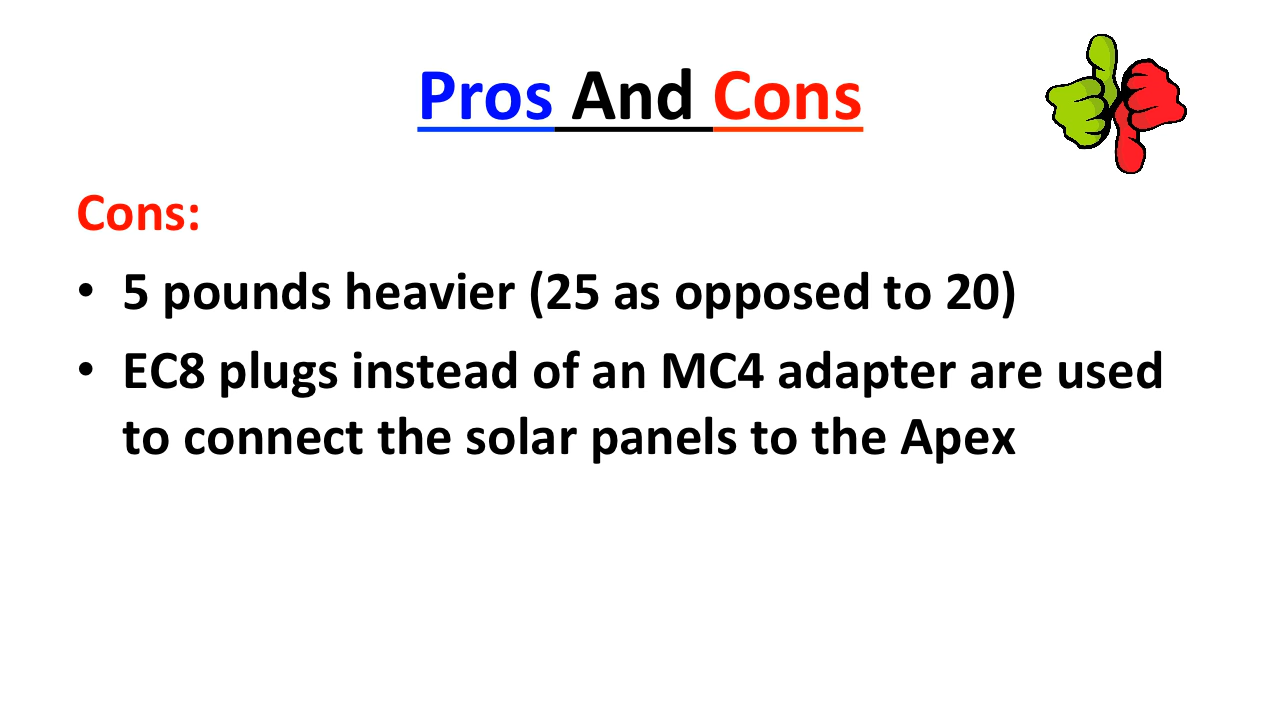 Pros And Cons
Cons:
• 5 pounds heavier (25 as opposed to 20)
• EC8 plugs instead of an MC4 adapter are used
to connect the solar panels to the Apex